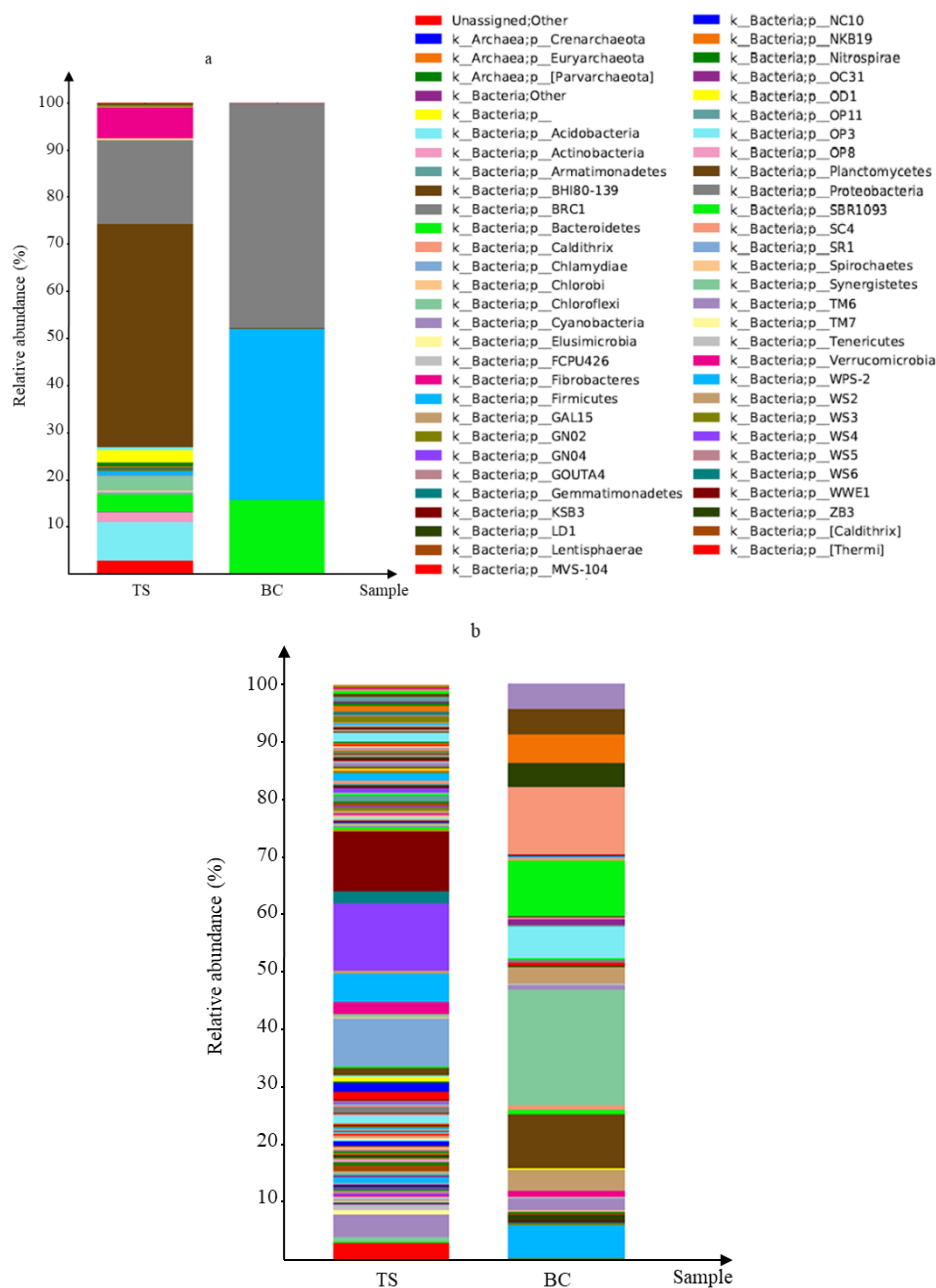 a
Relative abundance (%)
100
90
80
70
60
50
40
30
20
10
TS
BC
Sample
Unassigned;Other
k__Archaea;p__Crenarchaeota
k__Archaea;p__Euryarchaeota
k__Archaea;p__[Parvarchaeota]
k__Bacteria;Other
k__Bacteria;p__
k__Bacteria;p__Acidobacteria
k__Bacteria;p__Actinobacteria
k__Bacteria;p__Armatimonadetes
k__Bacteria;p__BHI80-139
k__Bacteria;p__BRC1
k__Bacteria;p__Bacteroidetes
k__Bacteria;p__Caldithrix
k__Bacteria;p__Chlamydiae
k__Bacteria;p__Chlorobi
k__Bacteria;p__Chloroflexi
k__Bacteria;p__Cyanobacteria
k__Bacteria;p__Elusimicrobia
k__Bacteria;p__FCPU426
k__Bacteria;p__Fibrobacteres
k__Bacteria;p__Firmicutes
k__Bacteria;p__GAL15
k__Bacteria;p__GN02
k__Bacteria;p__GN04
k__Bacteria;p__GOUTA4
k__Bacteria;p__Gemmatimonadetes
k__Bacteria;p__KSB3
k__Bacteria;p__LD1
k__Bacteria;p__Lentisphaerae
k__Bacteria;p__MVS-104
k__Bacteria;p__NC10
k__Bacteria;p__NKB19
k__Bacteria;p__Nitrospirae
k__Bacteria;p__OC31
k__Bacteria;p__OD1
k__Bacteria;p__OP11
k__Bacteria;p__OP3
k__Bacteria;p__OP8
k__Bacteria;p__Planctomycetes
k__Bacteria;p__Proteobacteria
k__Bacteria;p__SBR1093
k__Bacteria;p__SC4
k__Bacteria;p__SR1
k__Bacteria;p__Spirochaetes
k__Bacteria;p__Synergistetes
k__Bacteria;p__TM6
k__Bacteria;p__TM7
k__Bacteria;p__Tenericutes
k__Bacteria;p__Verrucomicrobia
k__Bacteria;p__WPS-2
k__Bacteria;p__WS2
k__Bacteria;p__WS3
k__Bacteria;p__WS4
k__Bacteria;p__WS5
k__Bacteria;p__WS6
k__Bacteria;p__WWE1
k__Bacteria;p__ZB3
k__Bacteria;p__[Caldithrix]
k__Bacteria;p__[Thermi]
b
Relative abundance (%)
100
90
80
70
60
50
40
30
20
10
TS
BC
Sample